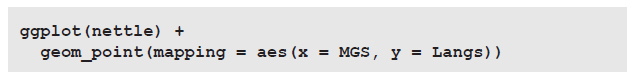 ggplot(nettle) +
  geom_point(mapping = aes(x = MGS, y = Langs))